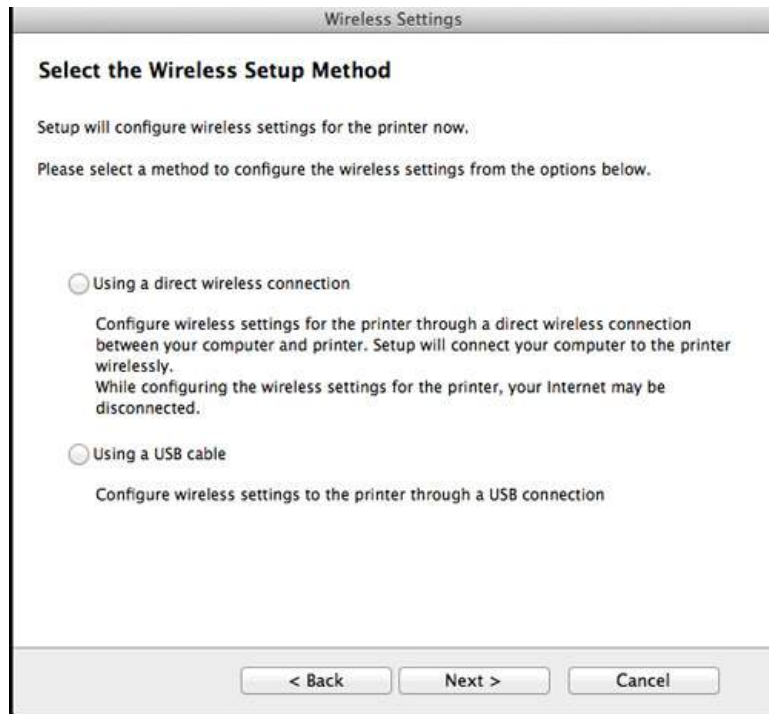 Wireless Settings
Select the Wireless Setup Method
Setup will configure wireless settings for the printer now.
Please select a method to configure the wireless settings from the options below.
Using a direct wireless connection
Configure wireless settings for the printer through a direct wireless connection
between your computer and printer. Setup will connect your computer to the printer
wirelessly.
While configuring the wireless settings for the printer, your Internet may be
disconnected.
Using a USB cable
Configure wireless settings to the printer through a USB connection
< Back Next > Cancel